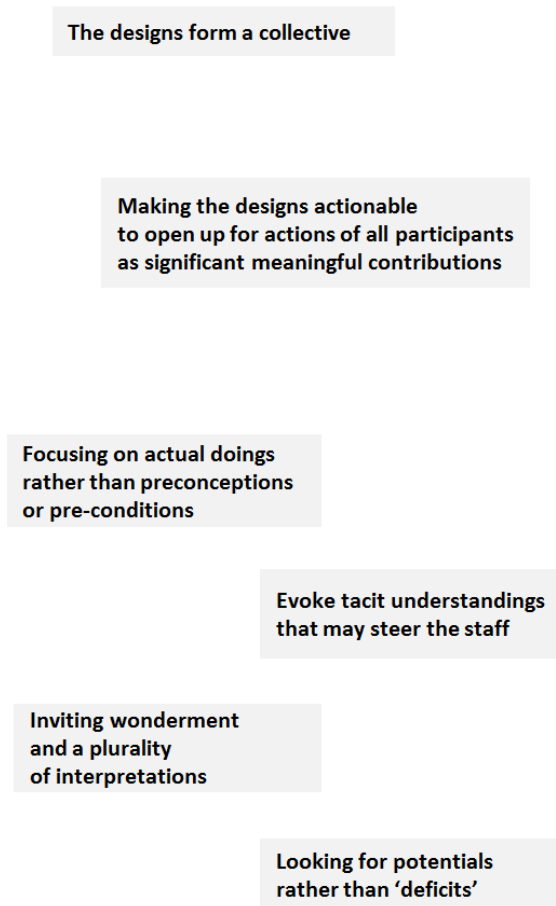 The designs form a collective
Making the designs actionable
to open up for actions of all participants
as significant meaningful contributions
Focusing on actual doings
rather than preconceptions
or pre-conditions
Evoke tacit understandings
that may steer the staff
Inviting wonderment
and a plurality
of interpretations
Looking for potentials
rather than ‘deficits’